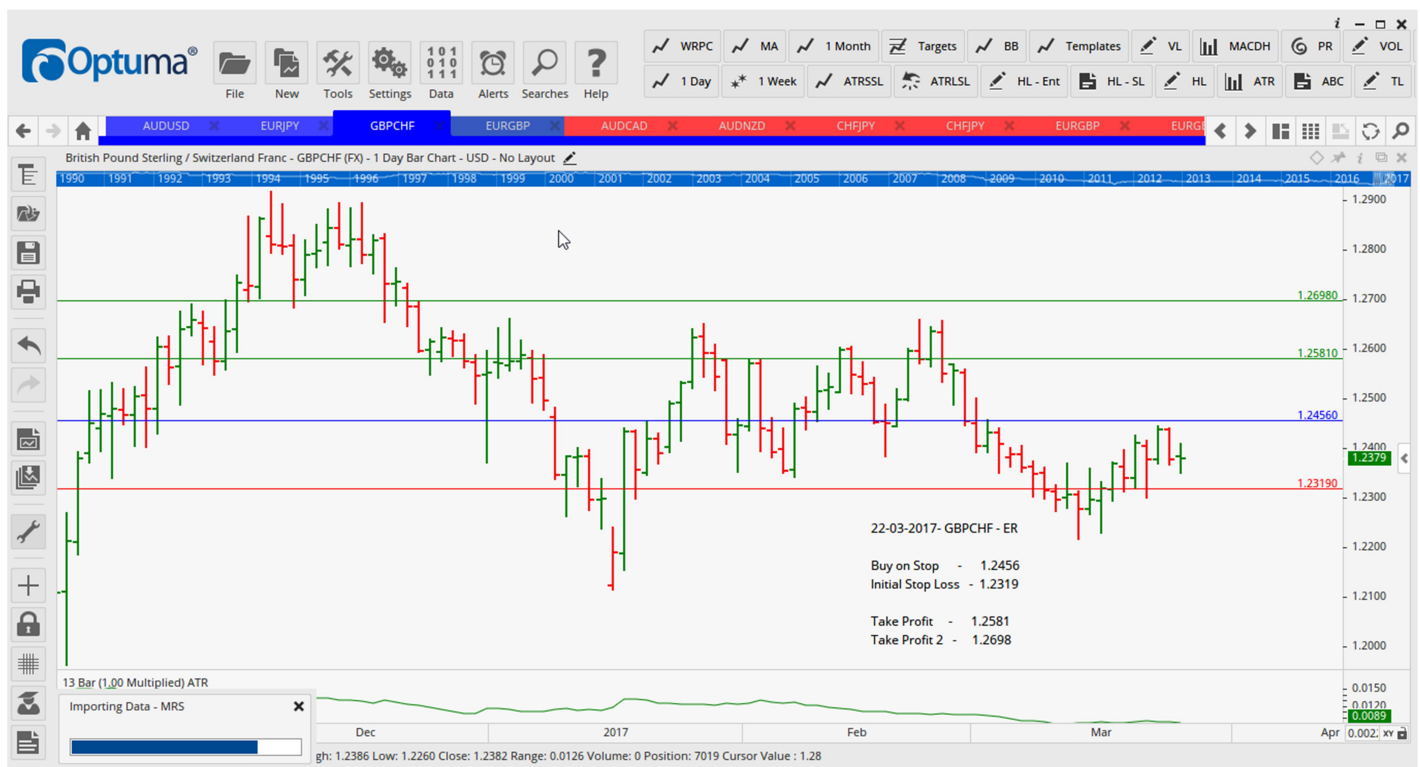 i
Optuma®
WRPC MA 1 Month Targets BB Templates VL MACDH PR VOL
File New Tools Settings Data Alerts Searches Help
1 Day 1 Week ATRSSL ATRLSL HL - Ent HL - SL HL ATR ABC TL
AUDUSD EURJPY GBPCHF EURGBP AUDCAD AUDNZD CHFJPY CHFJPY EURGBP
British Pound Sterling / Switzerland Franc - GBPCHF (FX) - 1 Day Bar Chart - USD - No Layout
1990 1991 1992 1993 1994 1995 1996 1997 1998 1999 2000 2001 2002 2003 2004 2005 2006 2007 2008 2009 2010 2011 2012 2013 2014 2015 2016 2017
1.2900
1.2800
1.26980
1.2700
1.25810
1.2600
1.2500
1.24560
1.2400
1.2379
1.23190
1.2300
22-03-2017- GBPCHF - ER
1.2200
Buy on Stop - 1.2456
Initial Stop Loss - 1.2319
1.2100
Take Profit - 1.2581
Take Profit 2 - 1.2698
1.2000
13 Bar (1.00 Multiplied) ATR
0.0150
0.0120
0.0089
Importing Data - MRS
Dec 2017 Feb Mar Apr XY
gh: 1.2386 Low: 1.2260 Close: 1.2382 Range: 0.0126 Volume: 0 Position: 7019 Cursor Value : 1.28